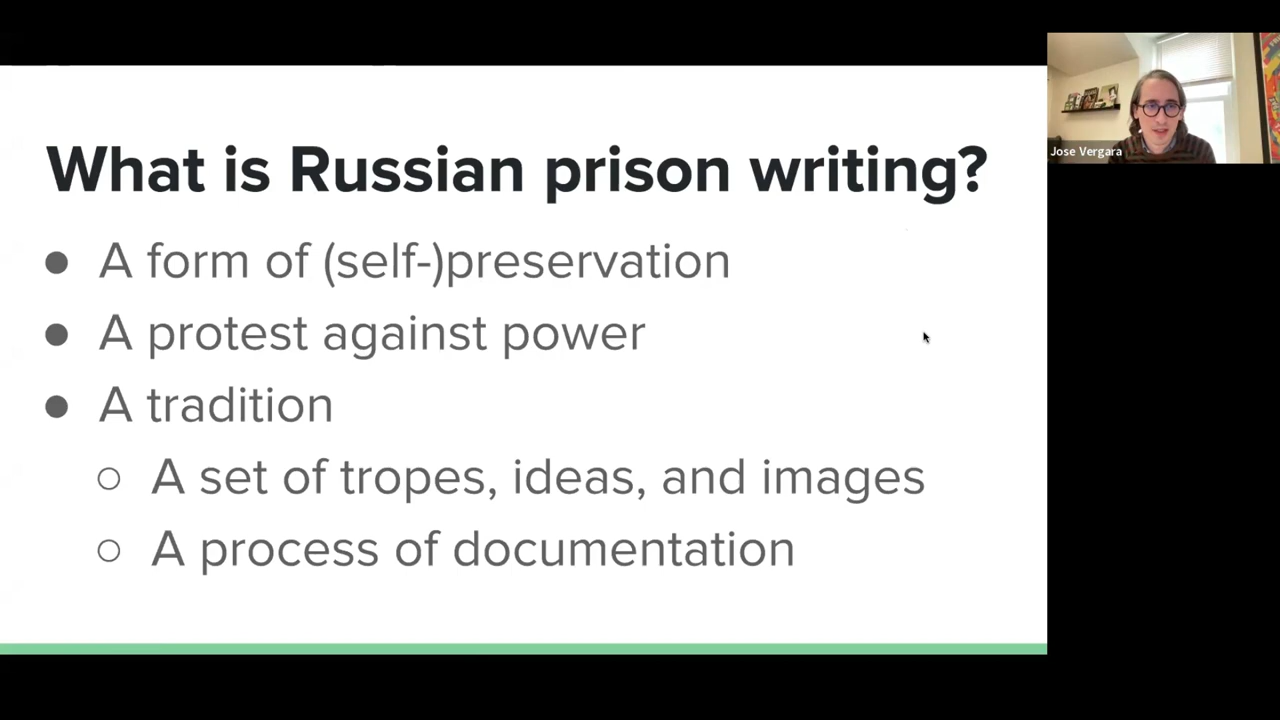 What is Russian prison writing?
● A form of (self-)preservation
● A protest against power
● A tradition
○ A set of tropes, ideas, and images
○ A process of documentation
Jose Vergara